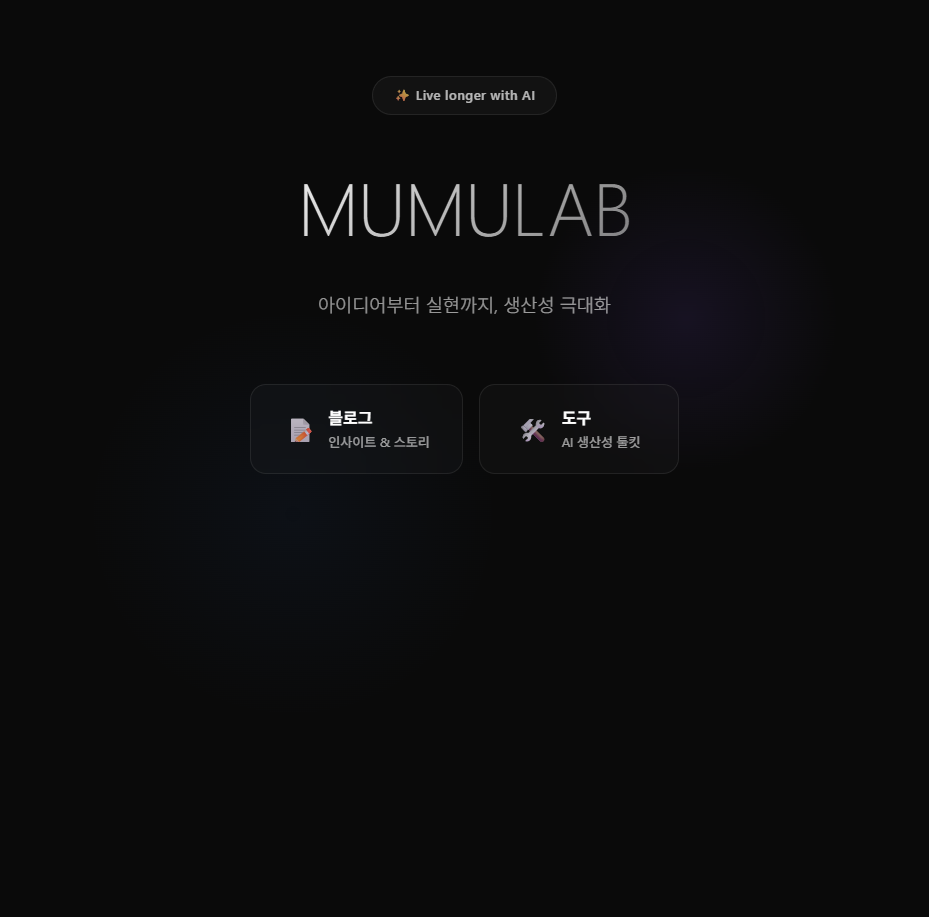 Live longer with AI
MUMULAB
아이디어부터 실현까지, 생산성 극대화
블로그
인사이트 & 스토리
도구
AI 생산성 툴킷